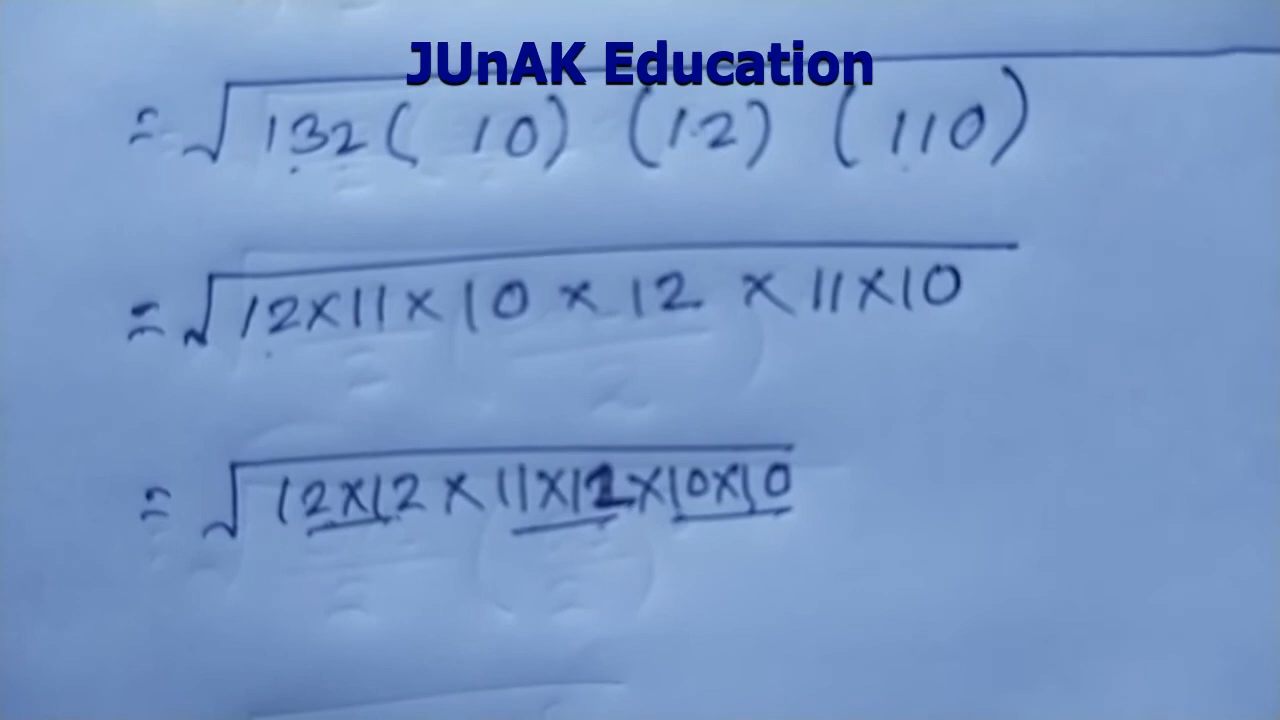 JUnAK Education
= √132( 10) (12) (110)
= √12×11×10 × 12 × 11×10
= √12×12 × 11×12×10×10